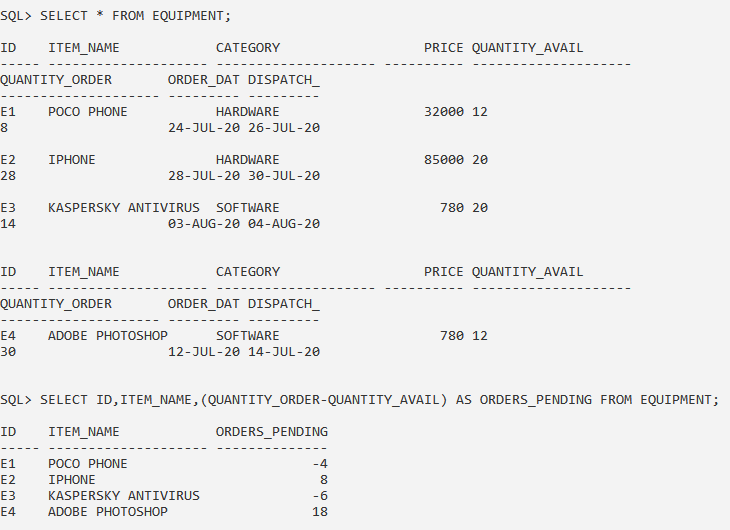 SQL> SELECT * FROM EQUIPMENT;
ID    ITEM_NAME            CATEGORY                  PRICE QUANTITY_AVAIL
----- -------------------- -------------------- ---------- --------------------
QUANTITY_ORDER       ORDER_DAT DISPATCH_
-------------------- --------- ---------
E1    POCO PHONE           HARDWARE                  32000 12
8                    24-JUL-20 26-JUL-20
E2    IPHONE               HARDWARE                  85000 20
28                   28-JUL-20 30-JUL-20
E3    KASPERSKY ANTIVIRUS  SOFTWARE                    780 20
14                   03-AUG-20 04-AUG-20
ID    ITEM_NAME            CATEGORY                  PRICE QUANTITY_AVAIL
----- -------------------- -------------------- ---------- --------------------
QUANTITY_ORDER       ORDER_DAT DISPATCH_
-------------------- --------- ---------
E4    ADOBE PHOTOSHOP      SOFTWARE                    780 12
30                   12-JUL-20 14-JUL-20
SQL> SELECT ID,ITEM_NAME,(QUANTITY_ORDER-QUANTITY_AVAIL) AS ORDERS_PENDING FROM EQUIPMENT;
ID    ITEM_NAME            ORDERS_PENDING
----- -------------------- --------------
E1    POCO PHONE                       -4
E2    IPHONE                            8
E3    KASPERSKY ANTIVIRUS              -6
E4    ADOBE PHOTOSHOP                  18